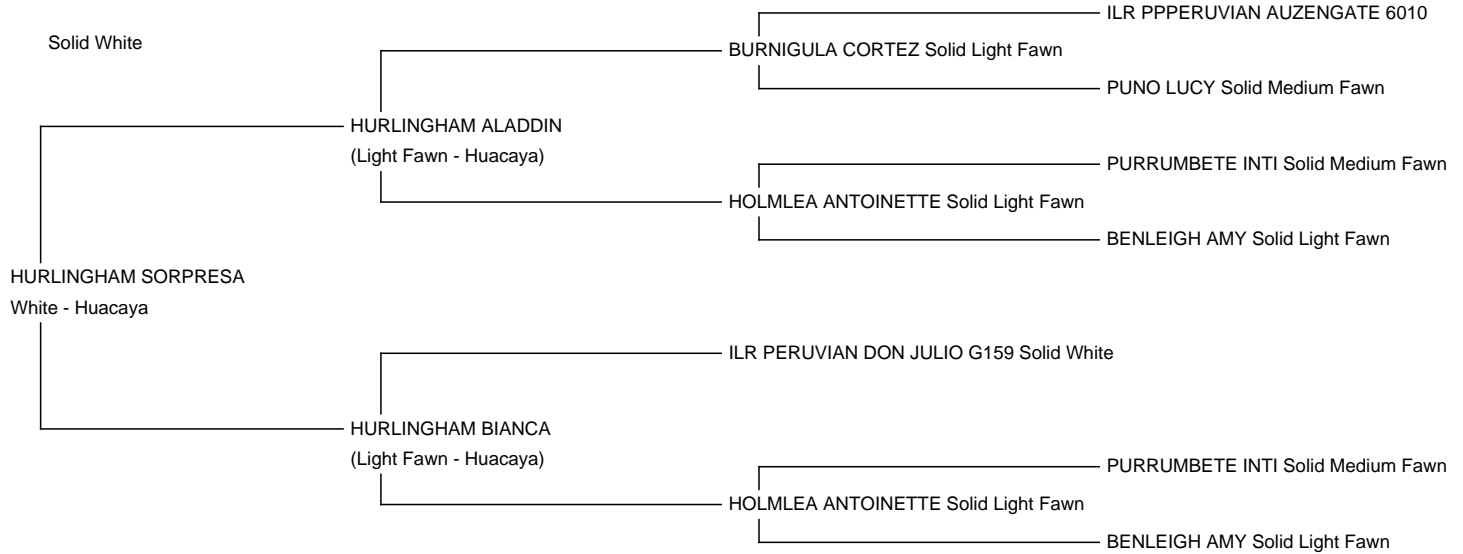 ILR PPPERUVIAN AUZENGATE 6010
Solid White
BURNIGULA CORTEZ Solid Light Fawn
PUNO LUCY Solid Medium Fawn
HURLINGHAM ALADDIN
(Light Fawn - Huacaya)
PURRUMBETE INTI Solid Medium Fawn
HOLMLEA ANTOINETTE Solid Light Fawn
BENLEIGH AMY Solid Light Fawn
HURLINGHAM SORPRESA
White - Huacaya
ILR PERUVIAN DON JULIO G159 Solid White
HURLINGHAM BIANCA
(Light Fawn - Huacaya)
PURRUMBETE INTI Solid Medium Fawn
HOLMLEA ANTOINETTE Solid Light Fawn
BENLEIGH AMY Solid Light Fawn